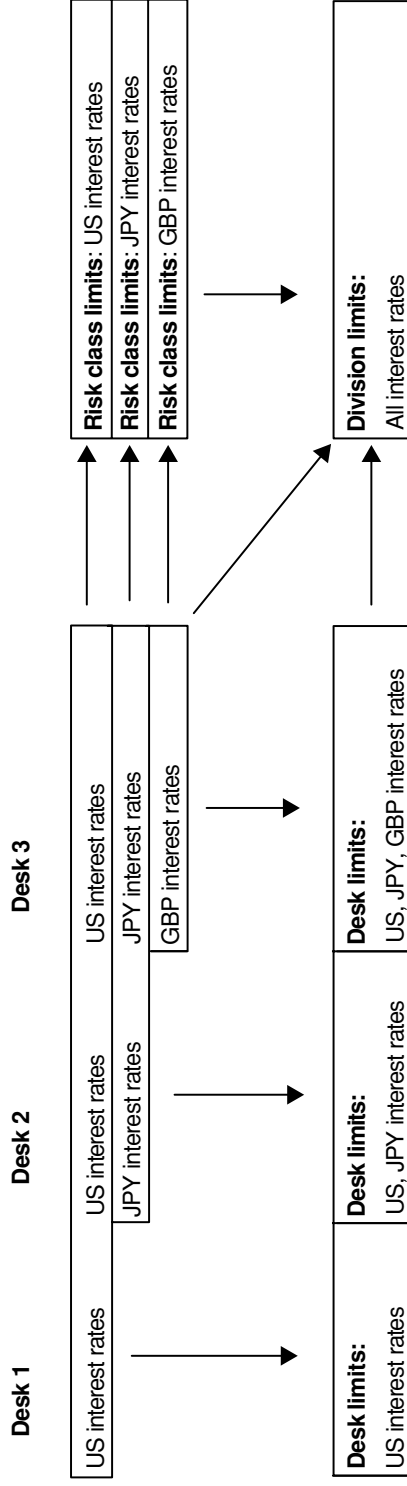 Desk 1
Desk 2
Desk 3
US interest rates
US interest rates
US interest rates
Risk class limits: US interest rates
JPY interest rates
JPY interest rates
Risk class limits: JPY interest rates
GBP interest rates
Risk class limits: GBP interest rates
Desk limits:
US interest rates
Desk limits:
US, JPY interest rates
Desk limits:
US, JPY, GBP interest rates
Division limits:
All interest rates